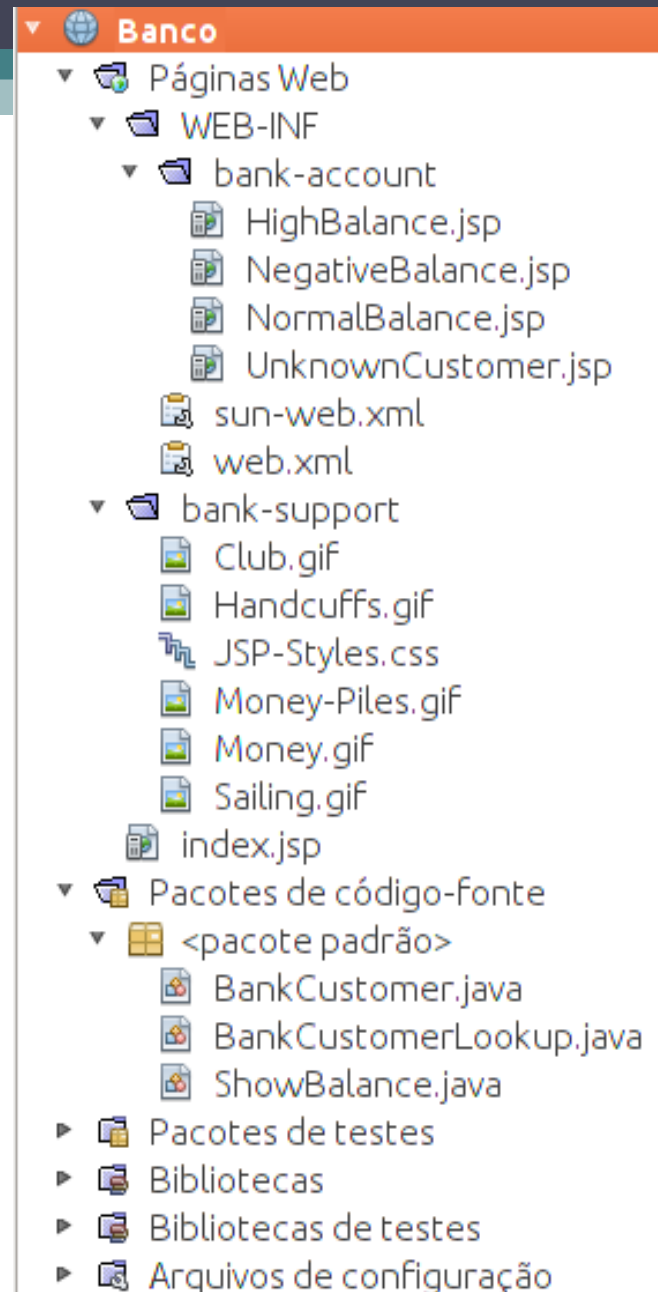 Banco
Páginas Web
WEB-INF
bank-account
HighBalance.jsp
NegativeBalance.jsp
NormalBalance.jsp
UnknownCustomer.jsp
sun-web.xml
web.xml
bank-support
Club.gif
Handcuffs.gif
JSP-Styles.css
Money-Piles.gif
Money.gif
Sailing.gif
index.jsp
Pacotes de código-fonte
<pacote padrão>
BankCustomer.java
BankCustomerLookup.java
ShowBalance.java
Pacotes de testes
Bibliotecas
Bibliotecas de testes
Arquivos de configuração